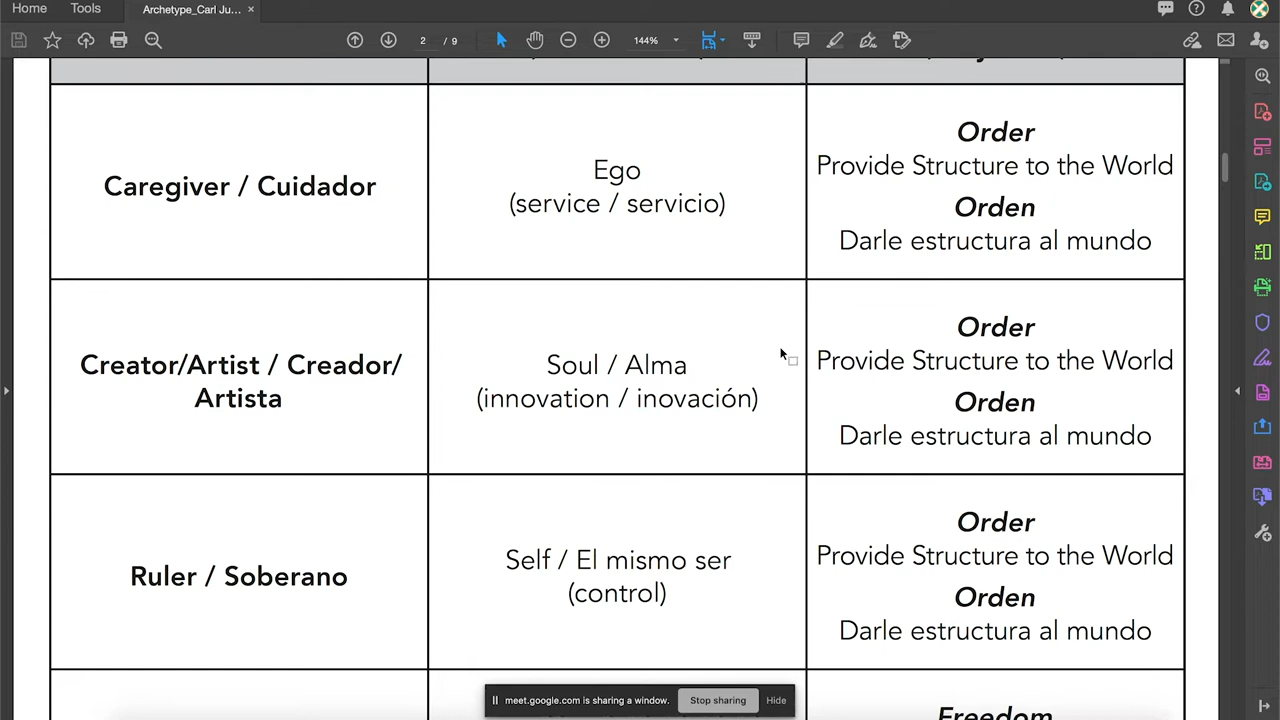 Home
Tools
Archetype_Carl Ju... ×
2 / 9
144%
Caregiver / Cuidador
Ego
(service / servicio)
Order
Provide Structure to the World
Orden
Darle estructura al mundo
Creator/Artist / Creador/
Artista
Soul / Alma
(innovation / inovación)
Order
Provide Structure to the World
Orden
Darle estructura al mundo
Ruler / Soberano
Self / El mismo ser
(control)
Order
Provide Structure to the World
Orden
Darle estructura al mundo
Freedom
meet.google.com is sharing a window.
Stop sharing
Hide